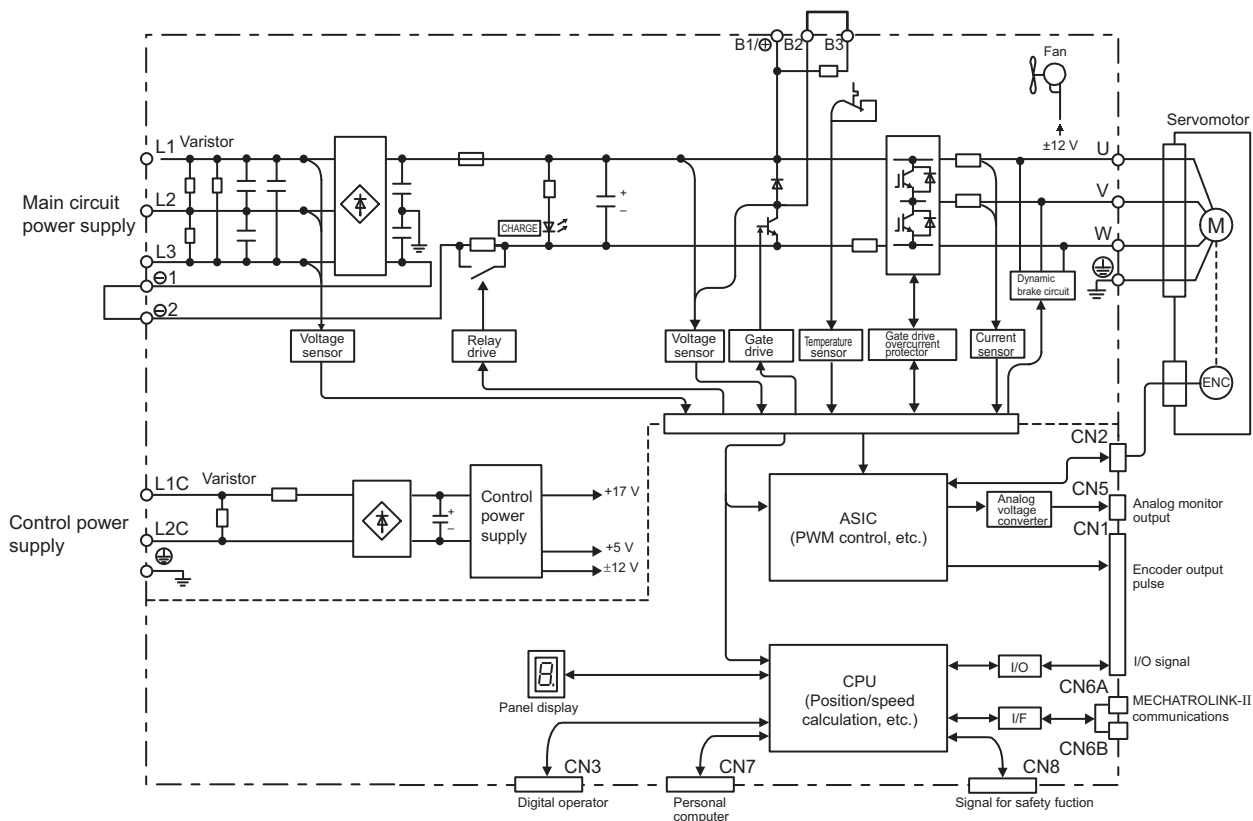 B1/⊕ B2 B3
Fan
±12 V
Servomotor
Varistor
L1
L2
L3
⊖1
⊖2
Main circuit
power supply
CHARGE
+
–
U
V
W
M
ENC
Dynamic
brake circuit
Voltage
sensor
Relay
drive
Voltage
sensor
Gate
drive
Temperature
sensor
Gate drive
overcurrent
protector
Current
sensor
Varistor
L1C
L2C
Control power
supply
+
–
Control
power
supply
+17 V
+5 V
±12 V
ASIC
(PWM control, etc.)
Analog
voltage
converter
CN2
CN5
Analog monitor
output
CN1
Encoder output
pulse
I/O signal
Panel display
8.
CPU
(Position/speed
calculation, etc.)
I/O
I/F
CN6A
MECHATROLINK-II
communications
CN6B
CN3
Digital operator
CN7
Personal
computer
CN8
Signal for safety fuction